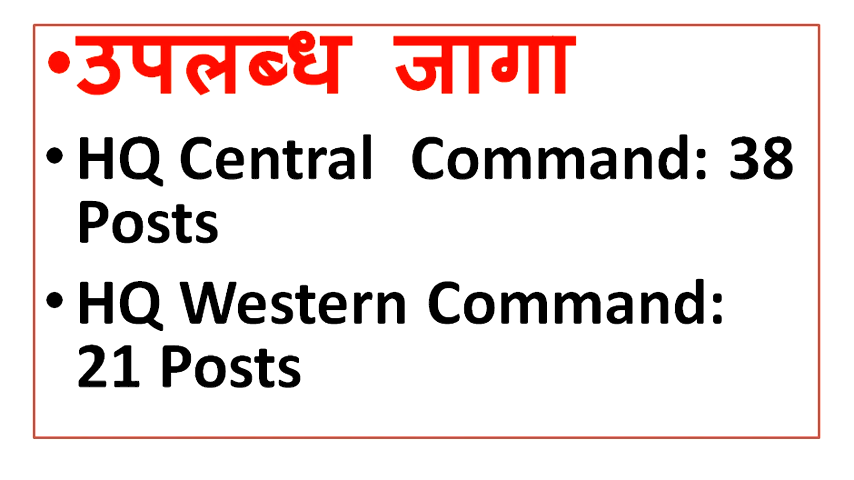 •उपलब्ध जागा
• HQ Central Command: 38
Posts
• HQ Western Command:
21 Posts